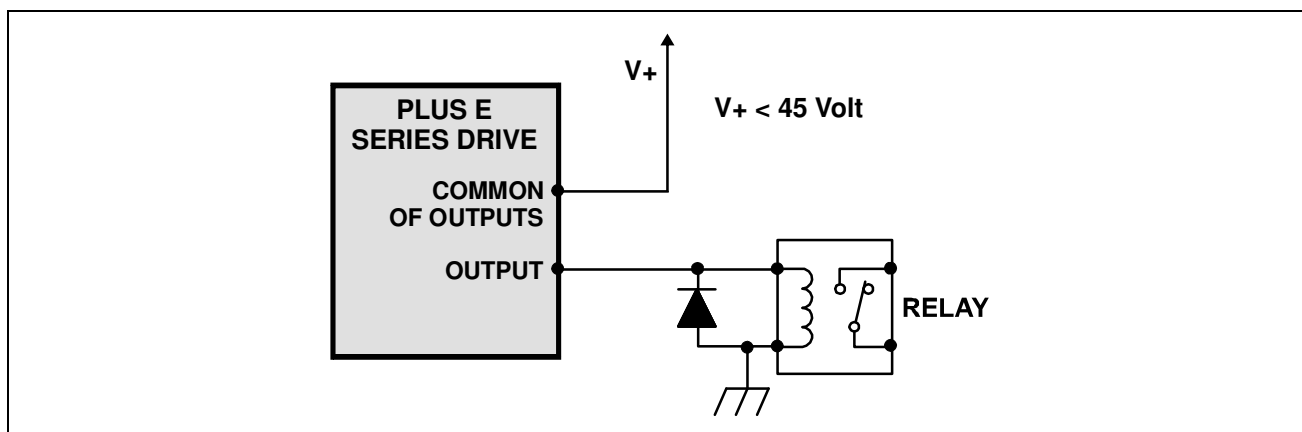 PLUS E
SERIES DRIVE
V+
V+ < 45 Volt
COMMON
OF OUTPUTS
OUTPUT
RELAY